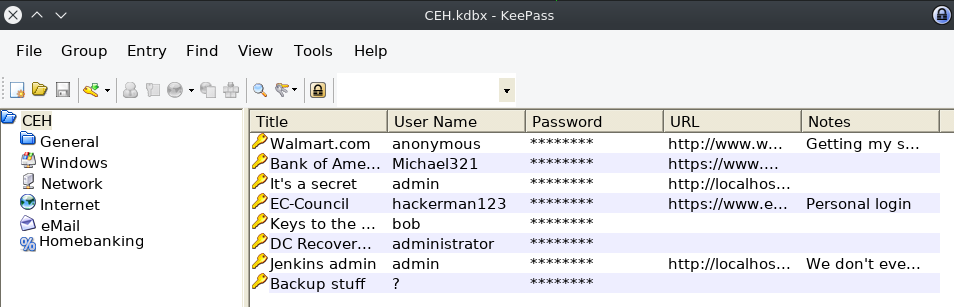 CEH.kdbx - KeePass
File Group Entry Find View Tools Help
CEH
General
Windows
Network
Internet
eMail
Homebanking
Title User Name Password URL Notes
Walmart.com anonymous ******** http://www.w... Getting my s...
Bank of Ame... Michael321 ******** https://www....
It's a secret admin ******** http://localhos...
EC-Council hackerman123 ******** https://www.e... Personal login
Keys to the ... bob ********
DC Recover... administrator ********
Jenkins admin admin ******** http://localhos... We don't eve...
Backup stuff ? ********